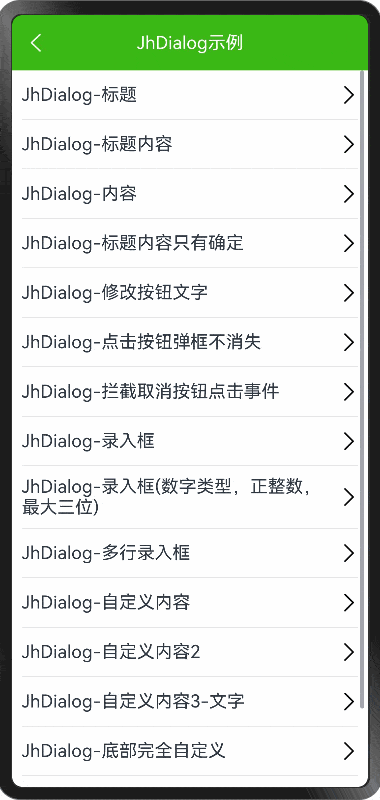 JhDialog示例
JhDialog-标题
JhDialog-标题内容
JhDialog-内容
JhDialog-标题内容只有确定
JhDialog-修改按钮文字
JhDialog-点击按钮弹框不消失
JhDialog-拦截取消按钮点击事件
JhDialog-录入框
JhDialog-录入框(数字类型，正整数，
最大三位)
JhDialog-多行录入框
JhDialog-自定义内容
JhDialog-自定义内容2
JhDialog-自定义内容3-文字
JhDialog-底部完全自定义